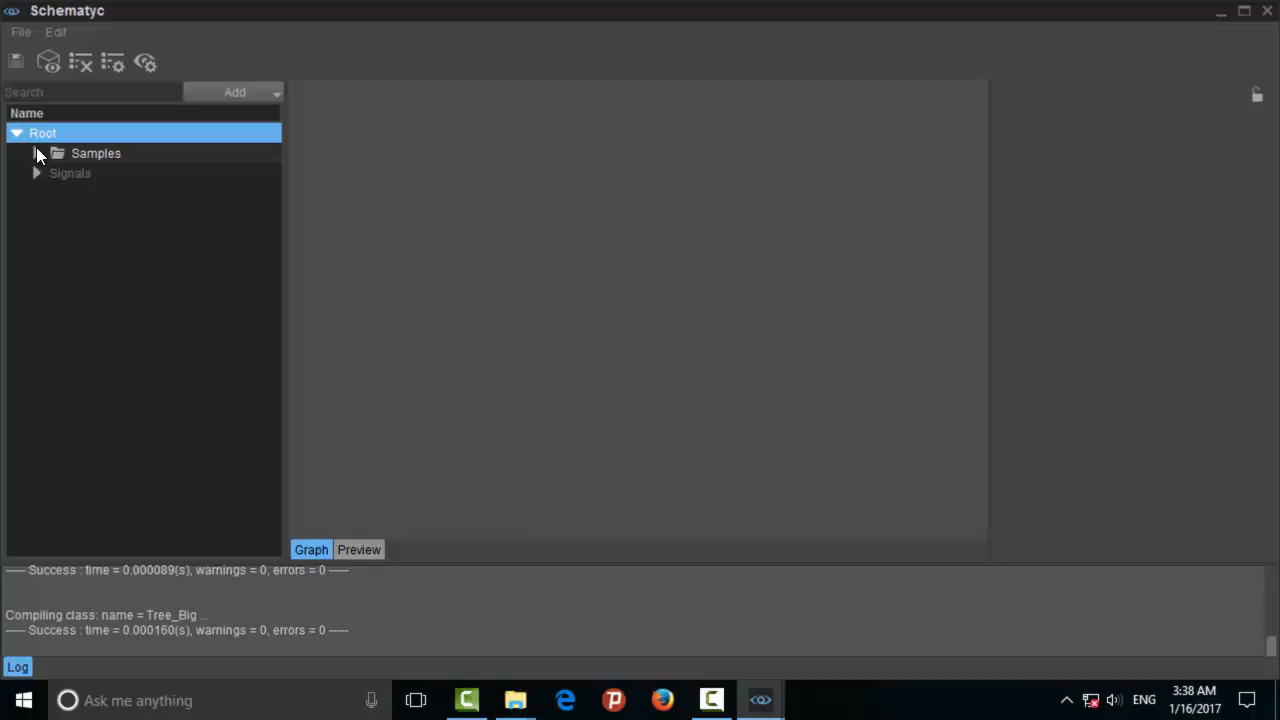 Schematyc
File Edit
Search Add
Name
Root
Samples
Signals
Graph Preview
----- Success : time = 0.000089(s), warnings = 0, errors = 0 -----
Compiling class: name = Tree_Big ...
----- Success : time = 0.000160(s), warnings = 0, errors = 0 -----
Log
Ask me anything
ENG
3:38 AM
1/16/2017